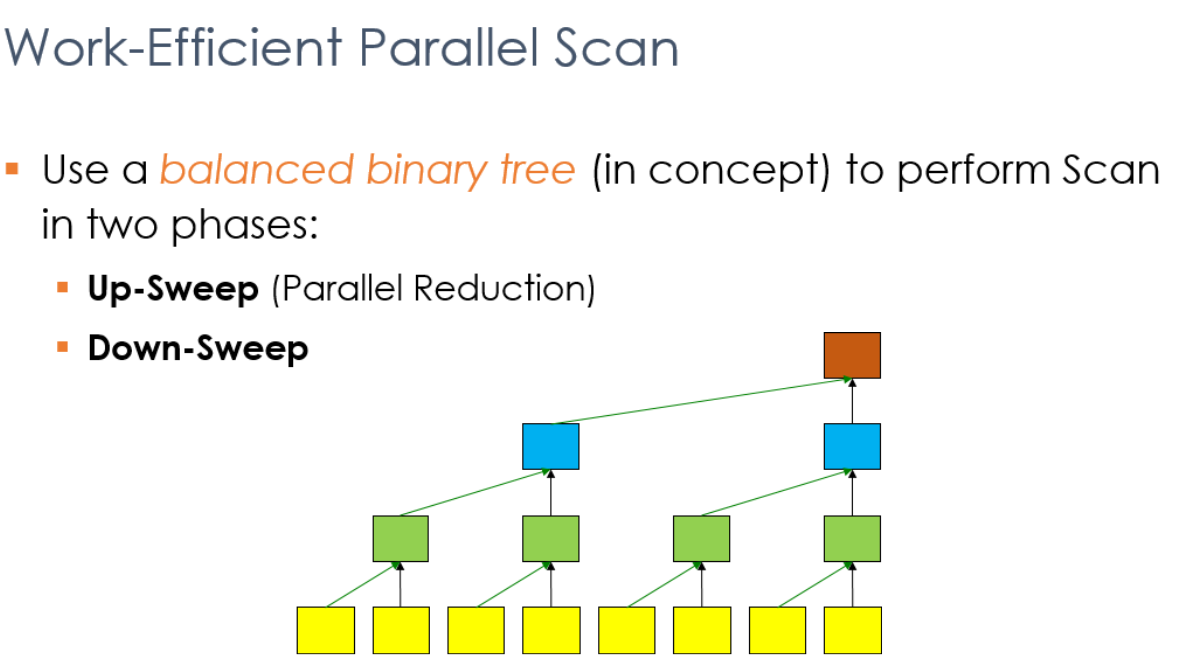 Work-Efficient Parallel Scan
Use a balanced binary tree (in concept) to perform Scan
in two phases:
Up-Sweep (Parallel Reduction)
Down-Sweep